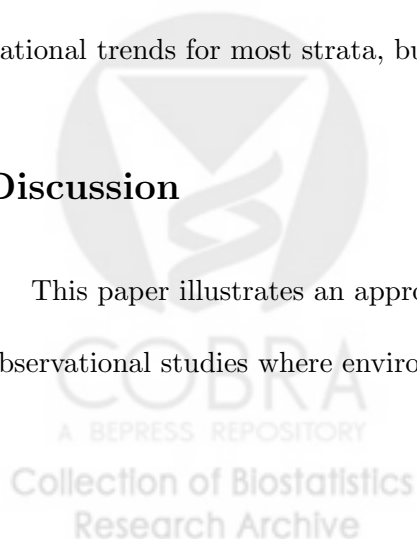 ational trends for most strata, bu
Discussion
This paper illustrates an appro
bservational studies where enviro
COBRA
A BEPRESS REPOSITORY
Collection of Biostatistics
Research Archive